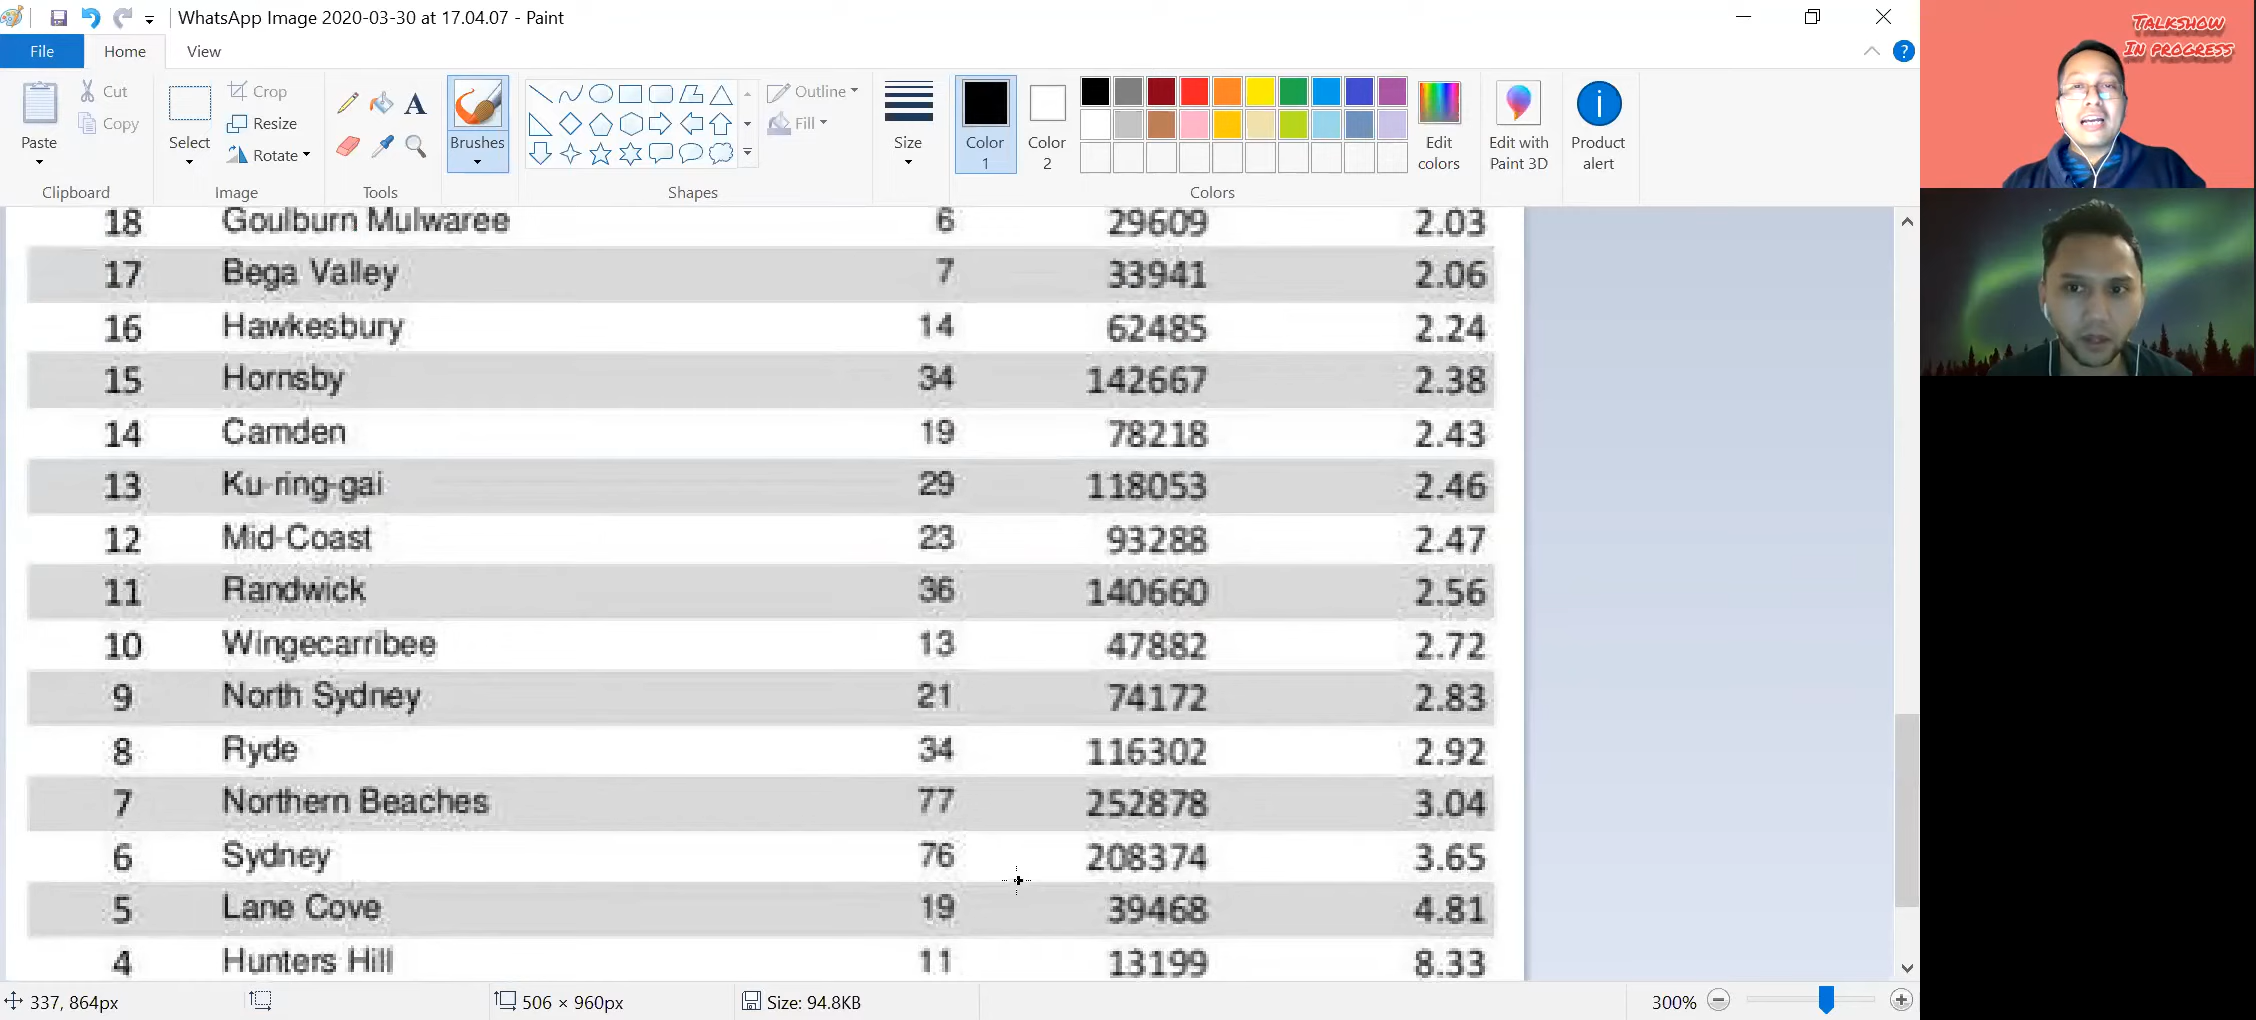 WhatsApp Image 2020-03-30 at 17.04.07 - Paint
File Home View
Cut
Copy
Paste
Clipboard
Select
Crop
Resize
Rotate
Image
A
Tools
Brushes
Outline
Fill
Shapes
Size
Color 1
Color 2
Edit colors
Colors
Edit with Paint 3D
Product alert
Talkshow
In progress
18 Goulburn Mulwaree 6 29609 2.03
17 Bega Valley 7 33941 2.06
16 Hawkesbury 14 62485 2.24
15 Hornsby 34 142667 2.38
14 Camden 19 78218 2.43
13 Ku-ring-gai 29 118053 2.46
12 Mid-Coast 23 93288 2.47
11 Randwick 36 140660 2.56
10 Wingecarribee 13 47882 2.72
9 North Sydney 21 74172 2.83
8 Ryde 34 116302 2.92
7 Northern Beaches 77 252878 3.04
6 Sydney 76 208374 3.65
5 Lane Cove 19 39468 4.81
4 Hunters Hill 11 13199 8.33
337, 864px 506 × 960px Size: 94.8KB 300%